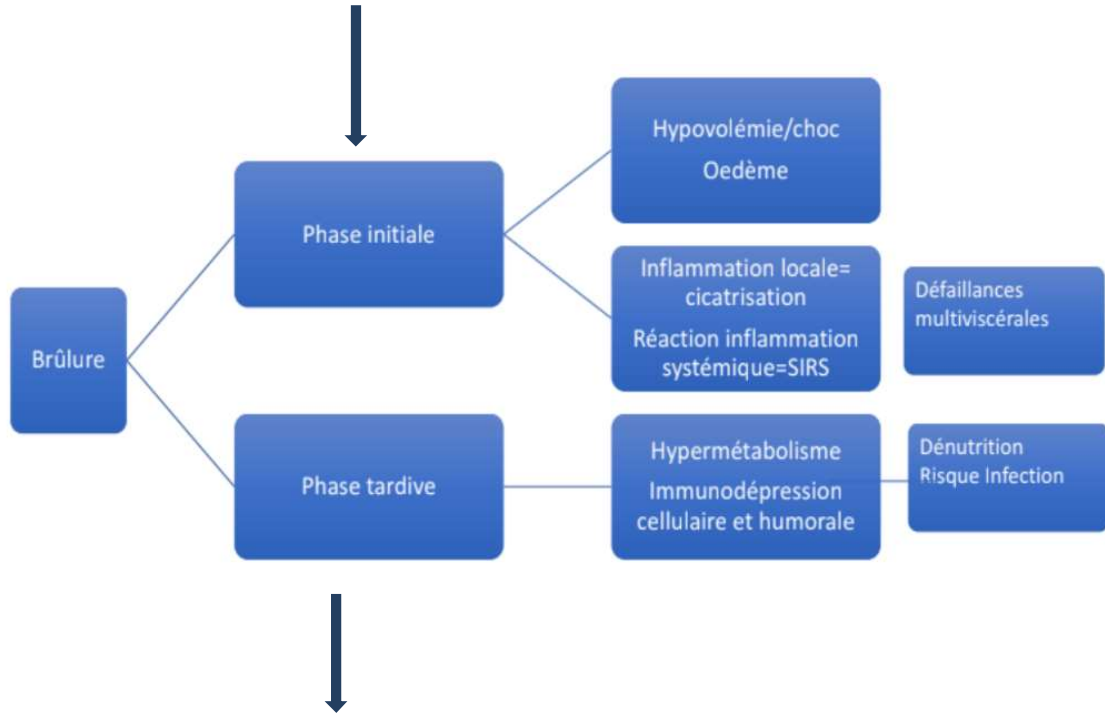 Brûlure
Phase initiale
Hypovolémie/choc
Oedème
Inflammation locale=
cicatrisation
Réaction inflammation
systémique=SIRS
Défaillances
multiviscérales
Phase tardive
Hypermétabolisme
Immunodépression
cellulaire et humorale
Dénutrition
Risque Infection